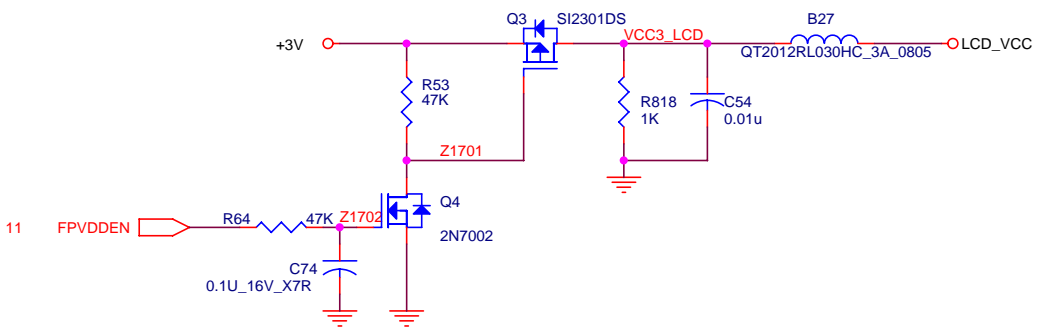 Q3 SI2301DS B27
+3V VCC3_LCD LCD_VCC
QT2012RL030HC_3A_0805
R53
47K
R818
1K
C54
0.01u
Z1701
Q4
2N7002
11 FPVDDEN R64 47K Z1702
C74
0.1U_16V_X7R